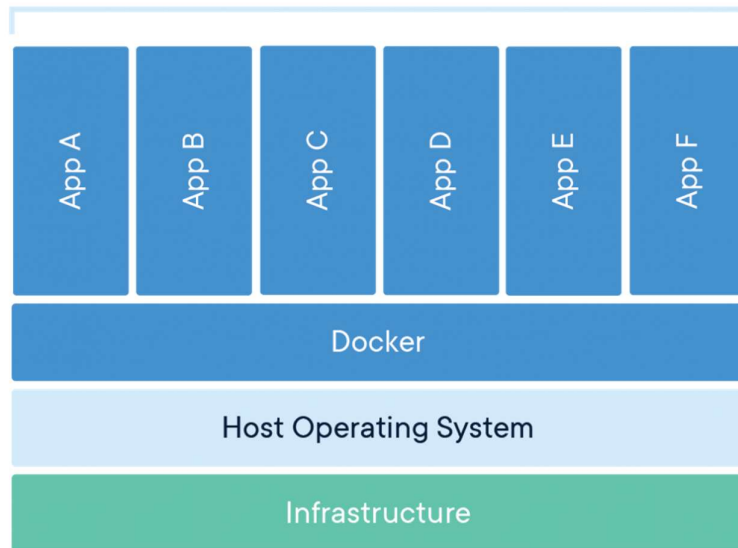 App A
App B
App C
App D
App E
App F
Docker
Host Operating System
Infrastructure